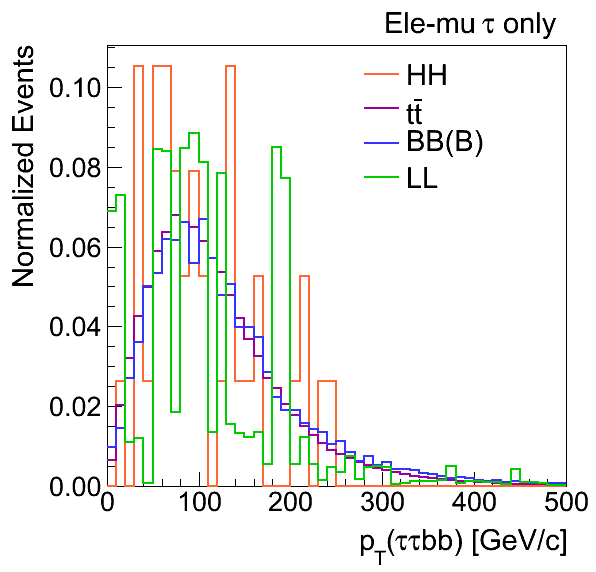 Ele-mu τ only
Normalized Events
HH
tt̄
BB(B)
LL
0.10
0.08
0.06
0.04
0.02
0.00
0 100 200 300 400 500
p_T(ττbb) [GeV/c]